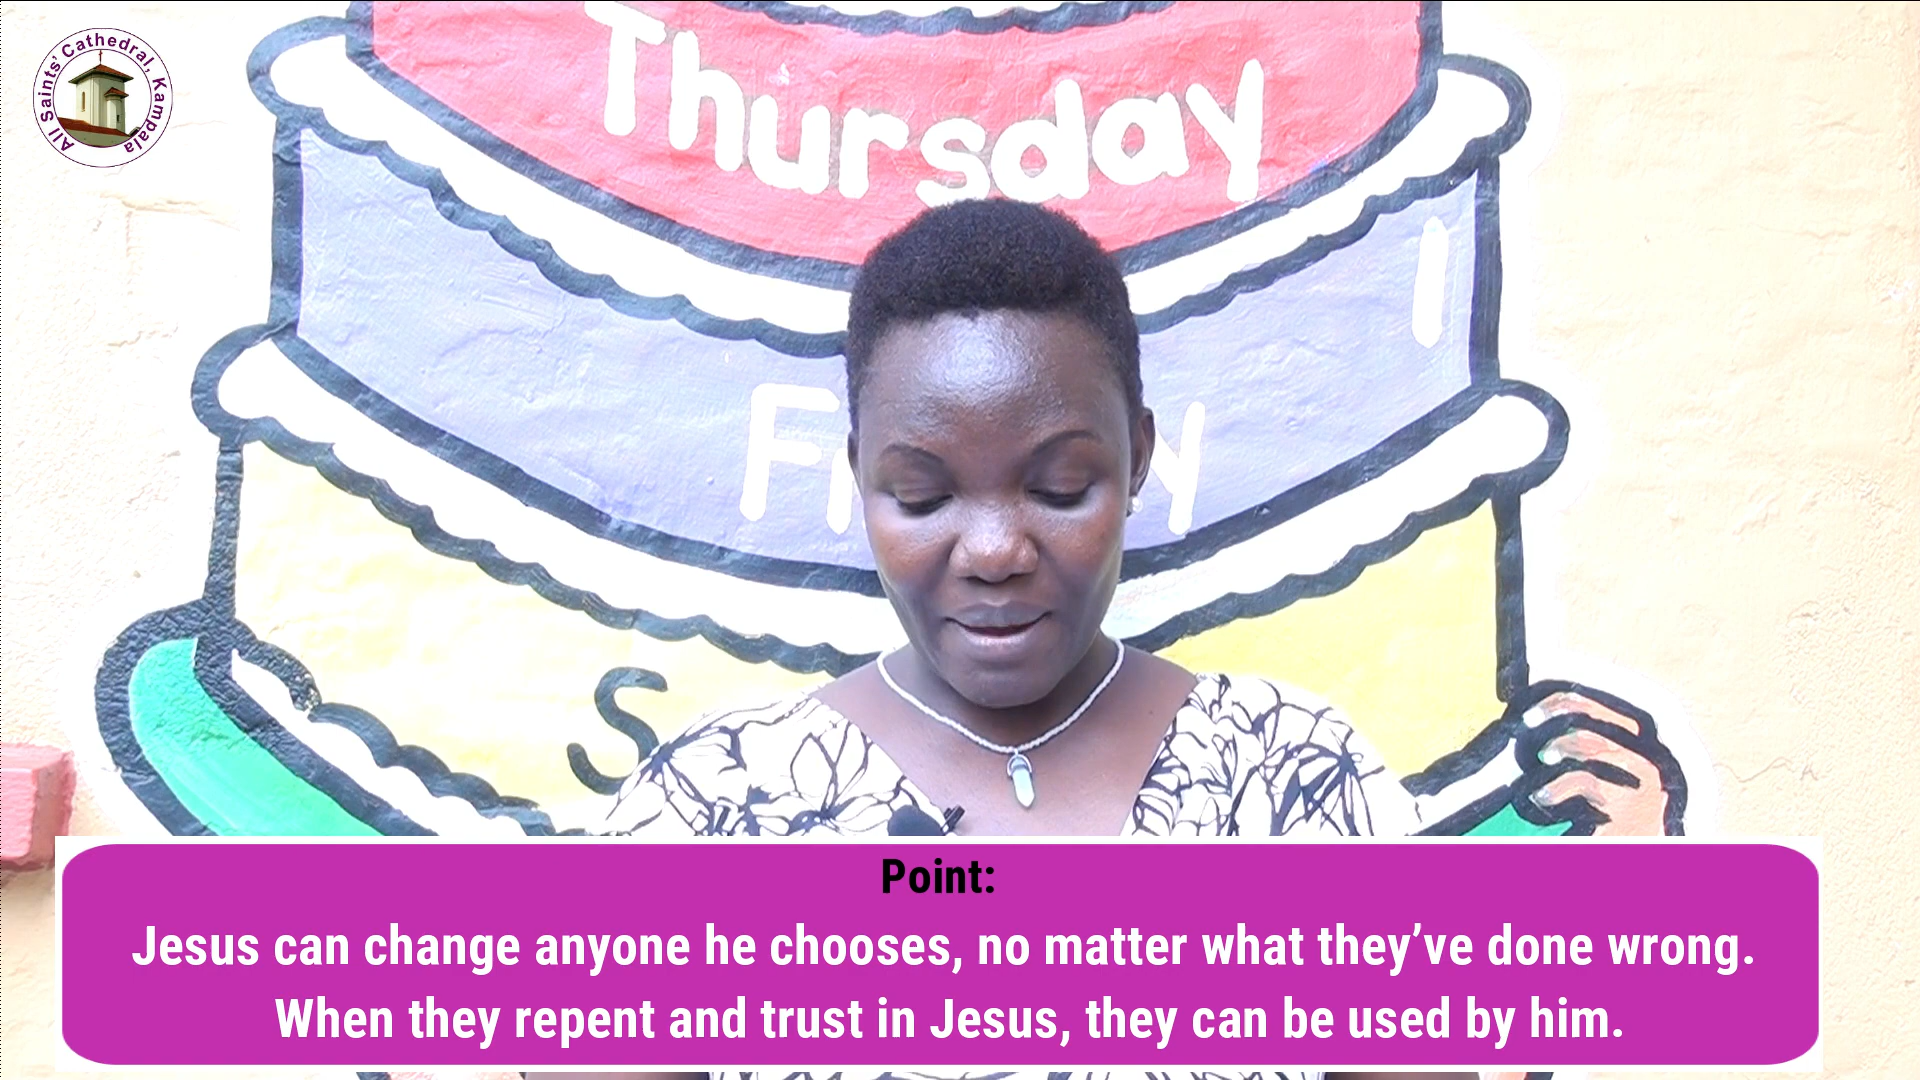 All Saints' Cathedral, Kampala
Thursday
Point:
Jesus can change anyone he chooses, no matter what they’ve done wrong.
When they repent and trust in Jesus, they can be used by him.